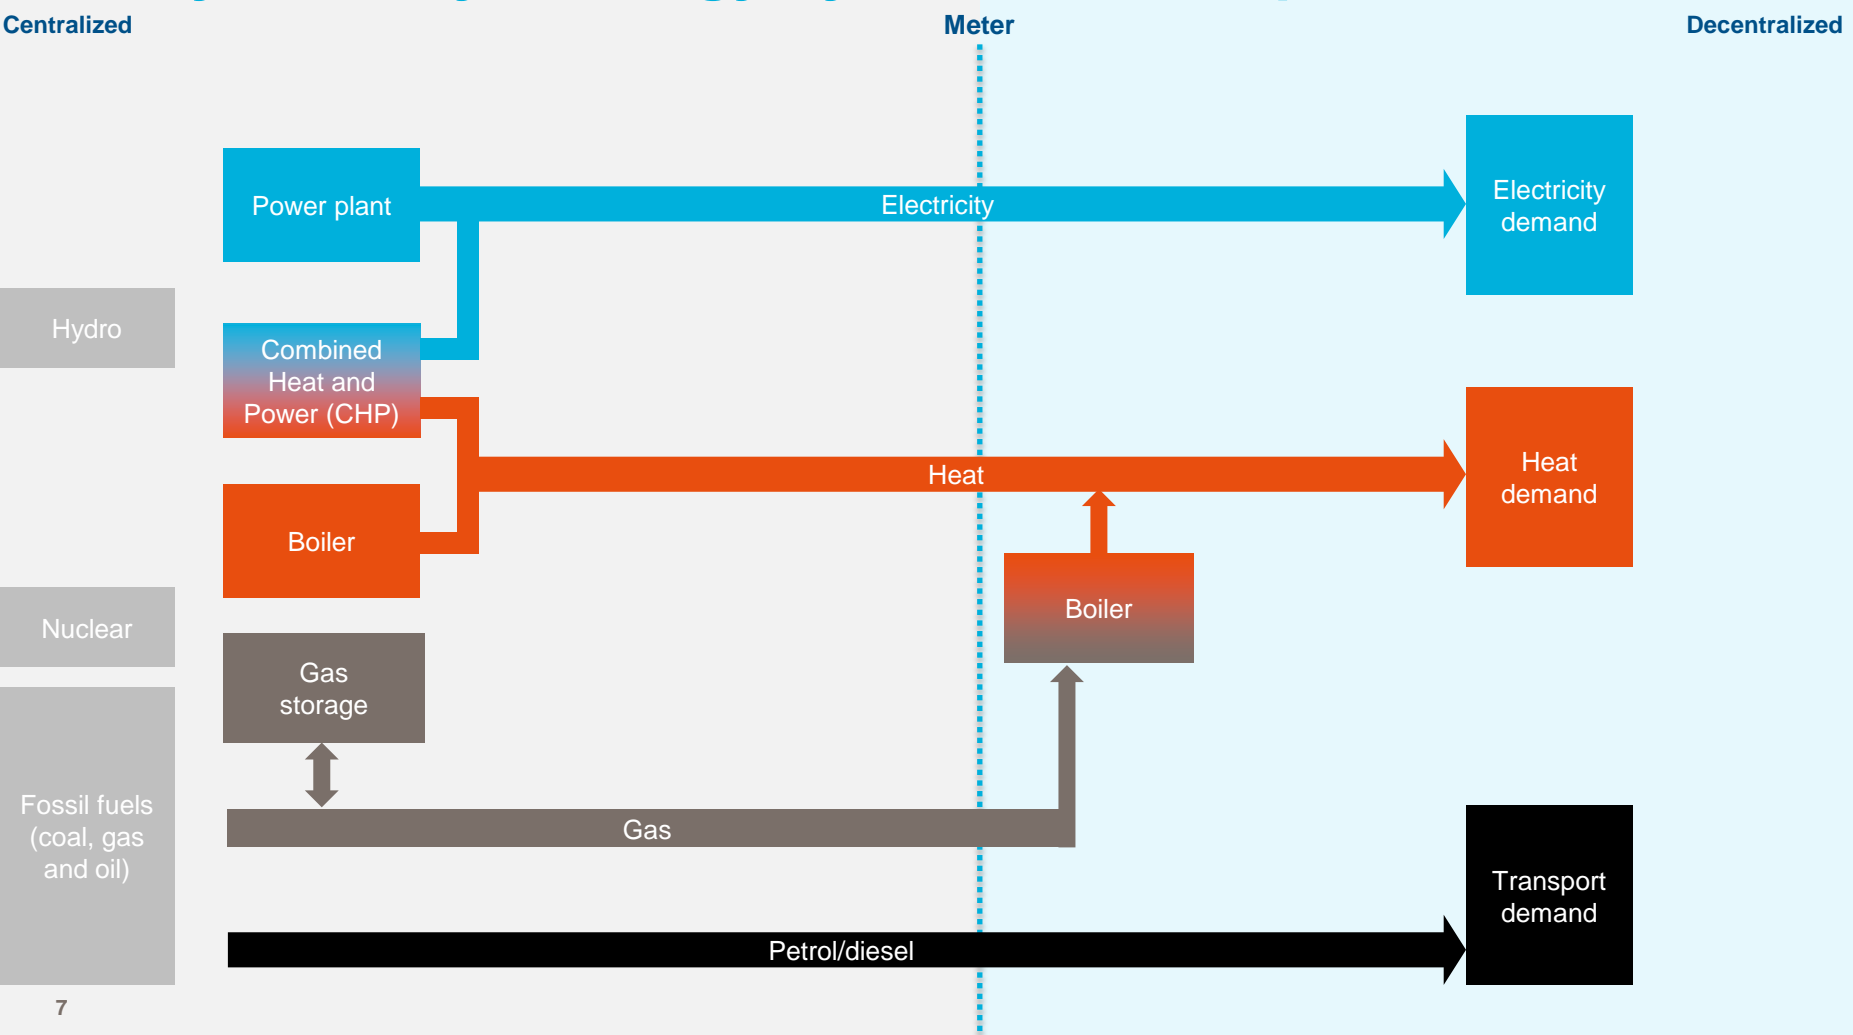 Centralized
Meter
Decentralized
Power plant
Electricity
Electricity
demand
Hydro
Combined
Heat and
Power (CHP)
Heat
Heat
demand
Boiler
Boiler
Nuclear
Gas
storage
Fossil fuels
(coal, gas
and oil)
Gas
Transport
demand
Petrol/diesel
7